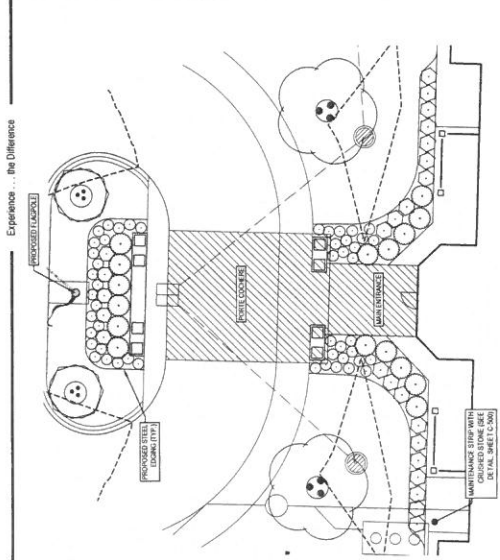 Experience . . . the Difference
PROPOSED FLAGPOLE
PROPOSED STEEL
EDGING (TYP.)
PORTE COCHERE
MAIN ENTRANCE
MAINTENANCE STRIP WITH
CRUSHED STONE (SEE
DETAIL SHEET C-500)